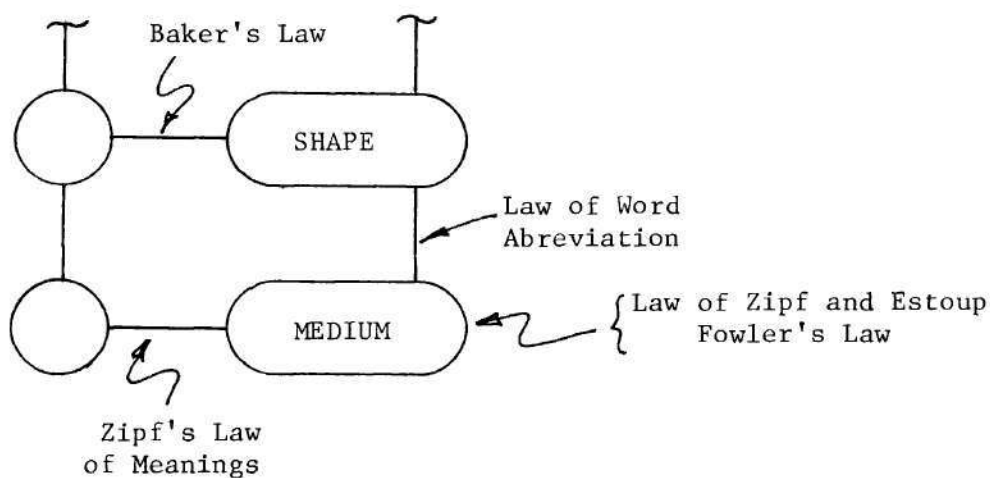 Baker's Law
SHAPE
Law of Word
Abreviation
MEDIUM
Law of Zipf and Estoup
Fowler's Law
Zipf's Law
of Meanings